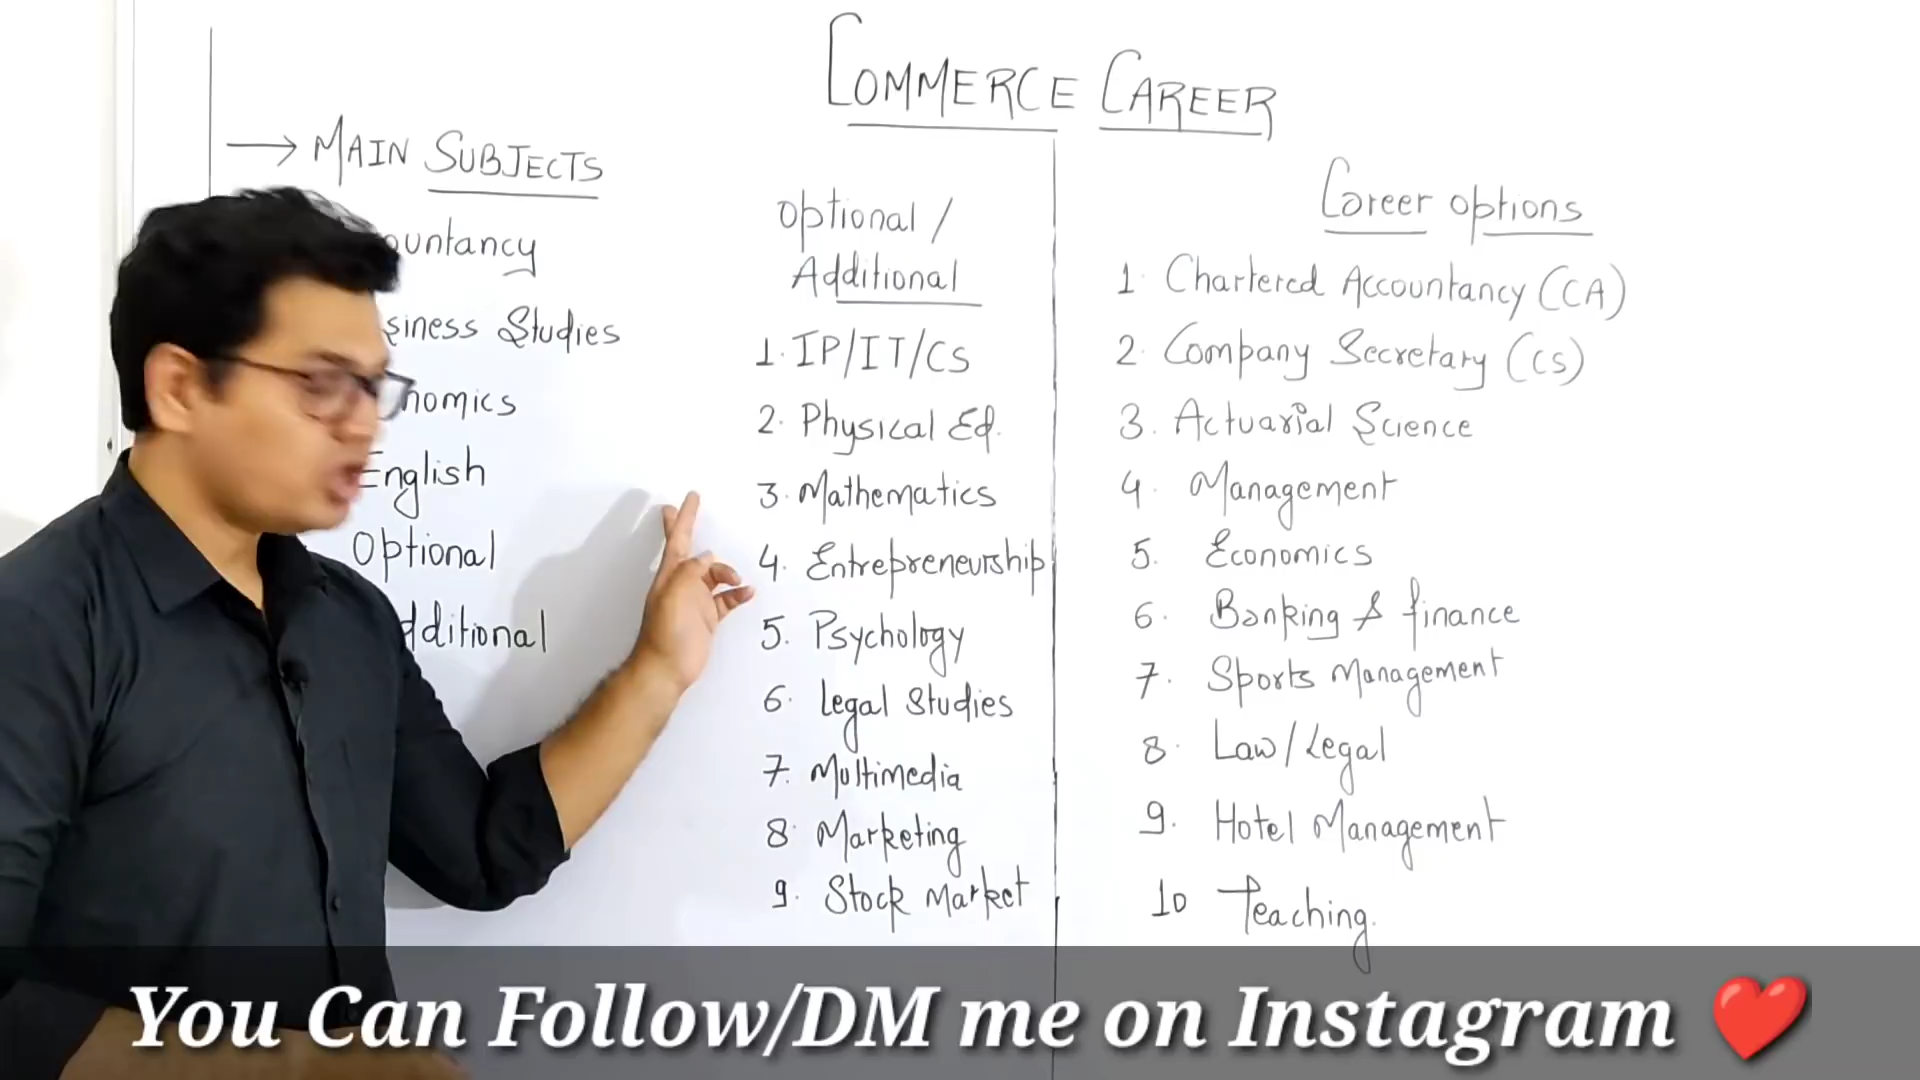 COMMERCE CAREER
→ MAIN SUBJECTS
ountancy
siness Studies
nomics
English
Optional
dditional
Optional /
Additional
1. IP/IT/CS
2. Physical Ed.
3. Mathematics
4. Entrepreneurship
5. Psychology
6. Legal Studies
7. Multimedia
8. Marketing
9. Stock Market
Career options
1. Chartered Accountancy (CA)
2. Company Secretary (CS)
3. Actuarial Science
4. Management
5. Economics
6. Banking & finance
7. Sports Management
8. Law/Legal
9. Hotel Management
10 Teaching.
You Can Follow/DM me on Instagram ❤️